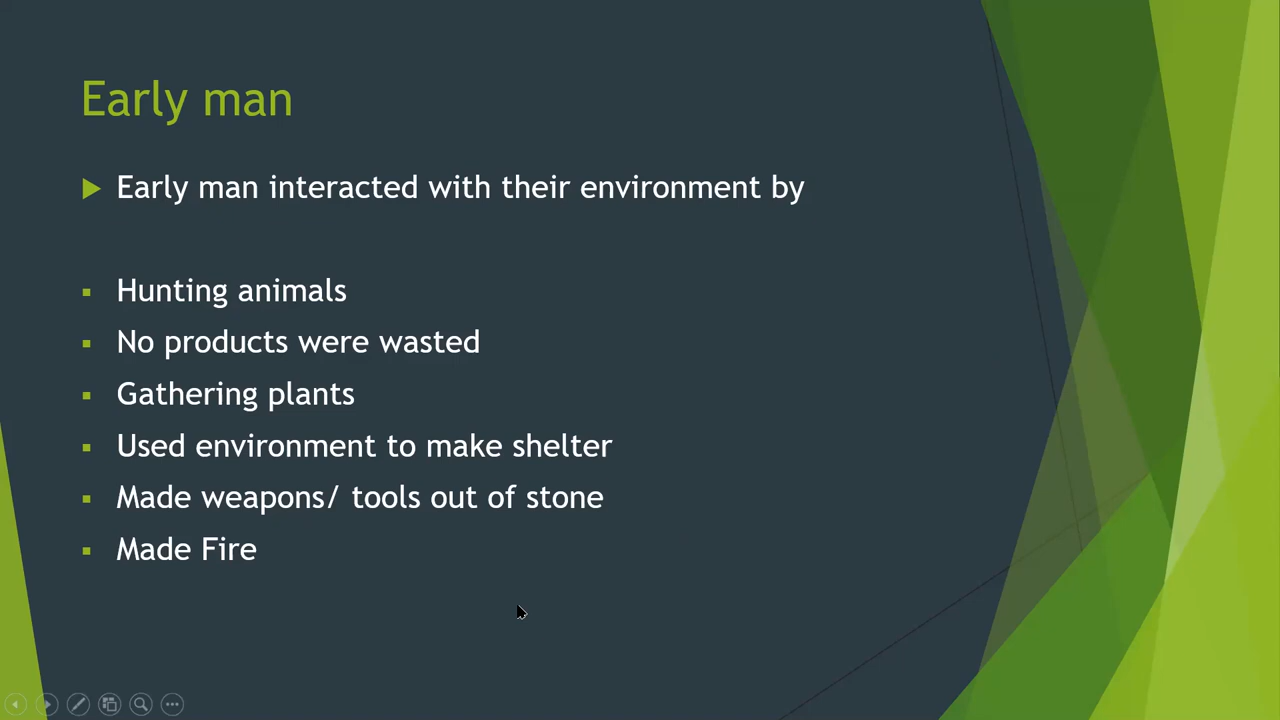 Early man
Early man interacted with their environment by
Hunting animals
No products were wasted
Gathering plants
Used environment to make shelter
Made weapons/ tools out of stone
Made Fire